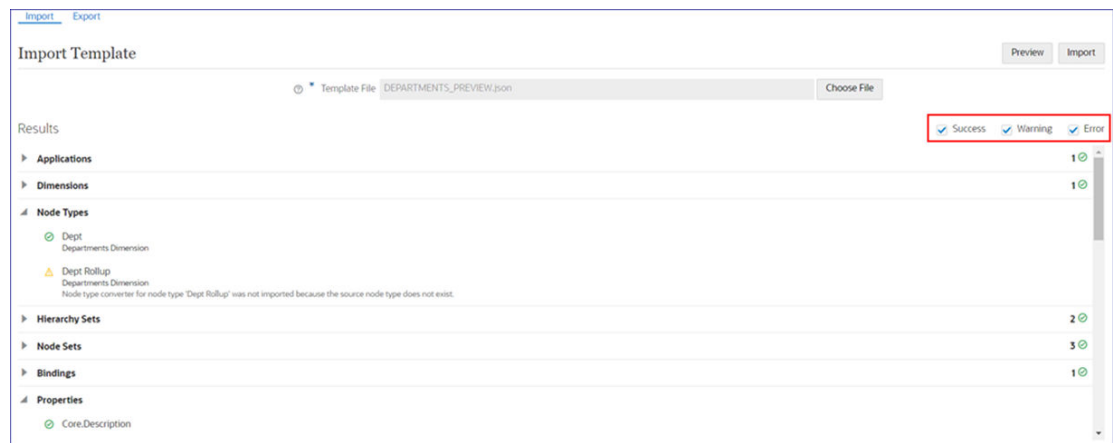 Import Export
Import Template Preview Import
* Template File DEPARTMENTS_PREVIEW.json Choose File
Results Success Warning Error
Applications 1
Dimensions 1
Node Types
Dept
Departments Dimension
Dept Rollup
Departments Dimension
Node type converter for node type 'Dept Rollup' was not imported because the source node type does not exist.
Hierarchy Sets 2
Node Sets 3
Bindings 1
Properties
Core.Description